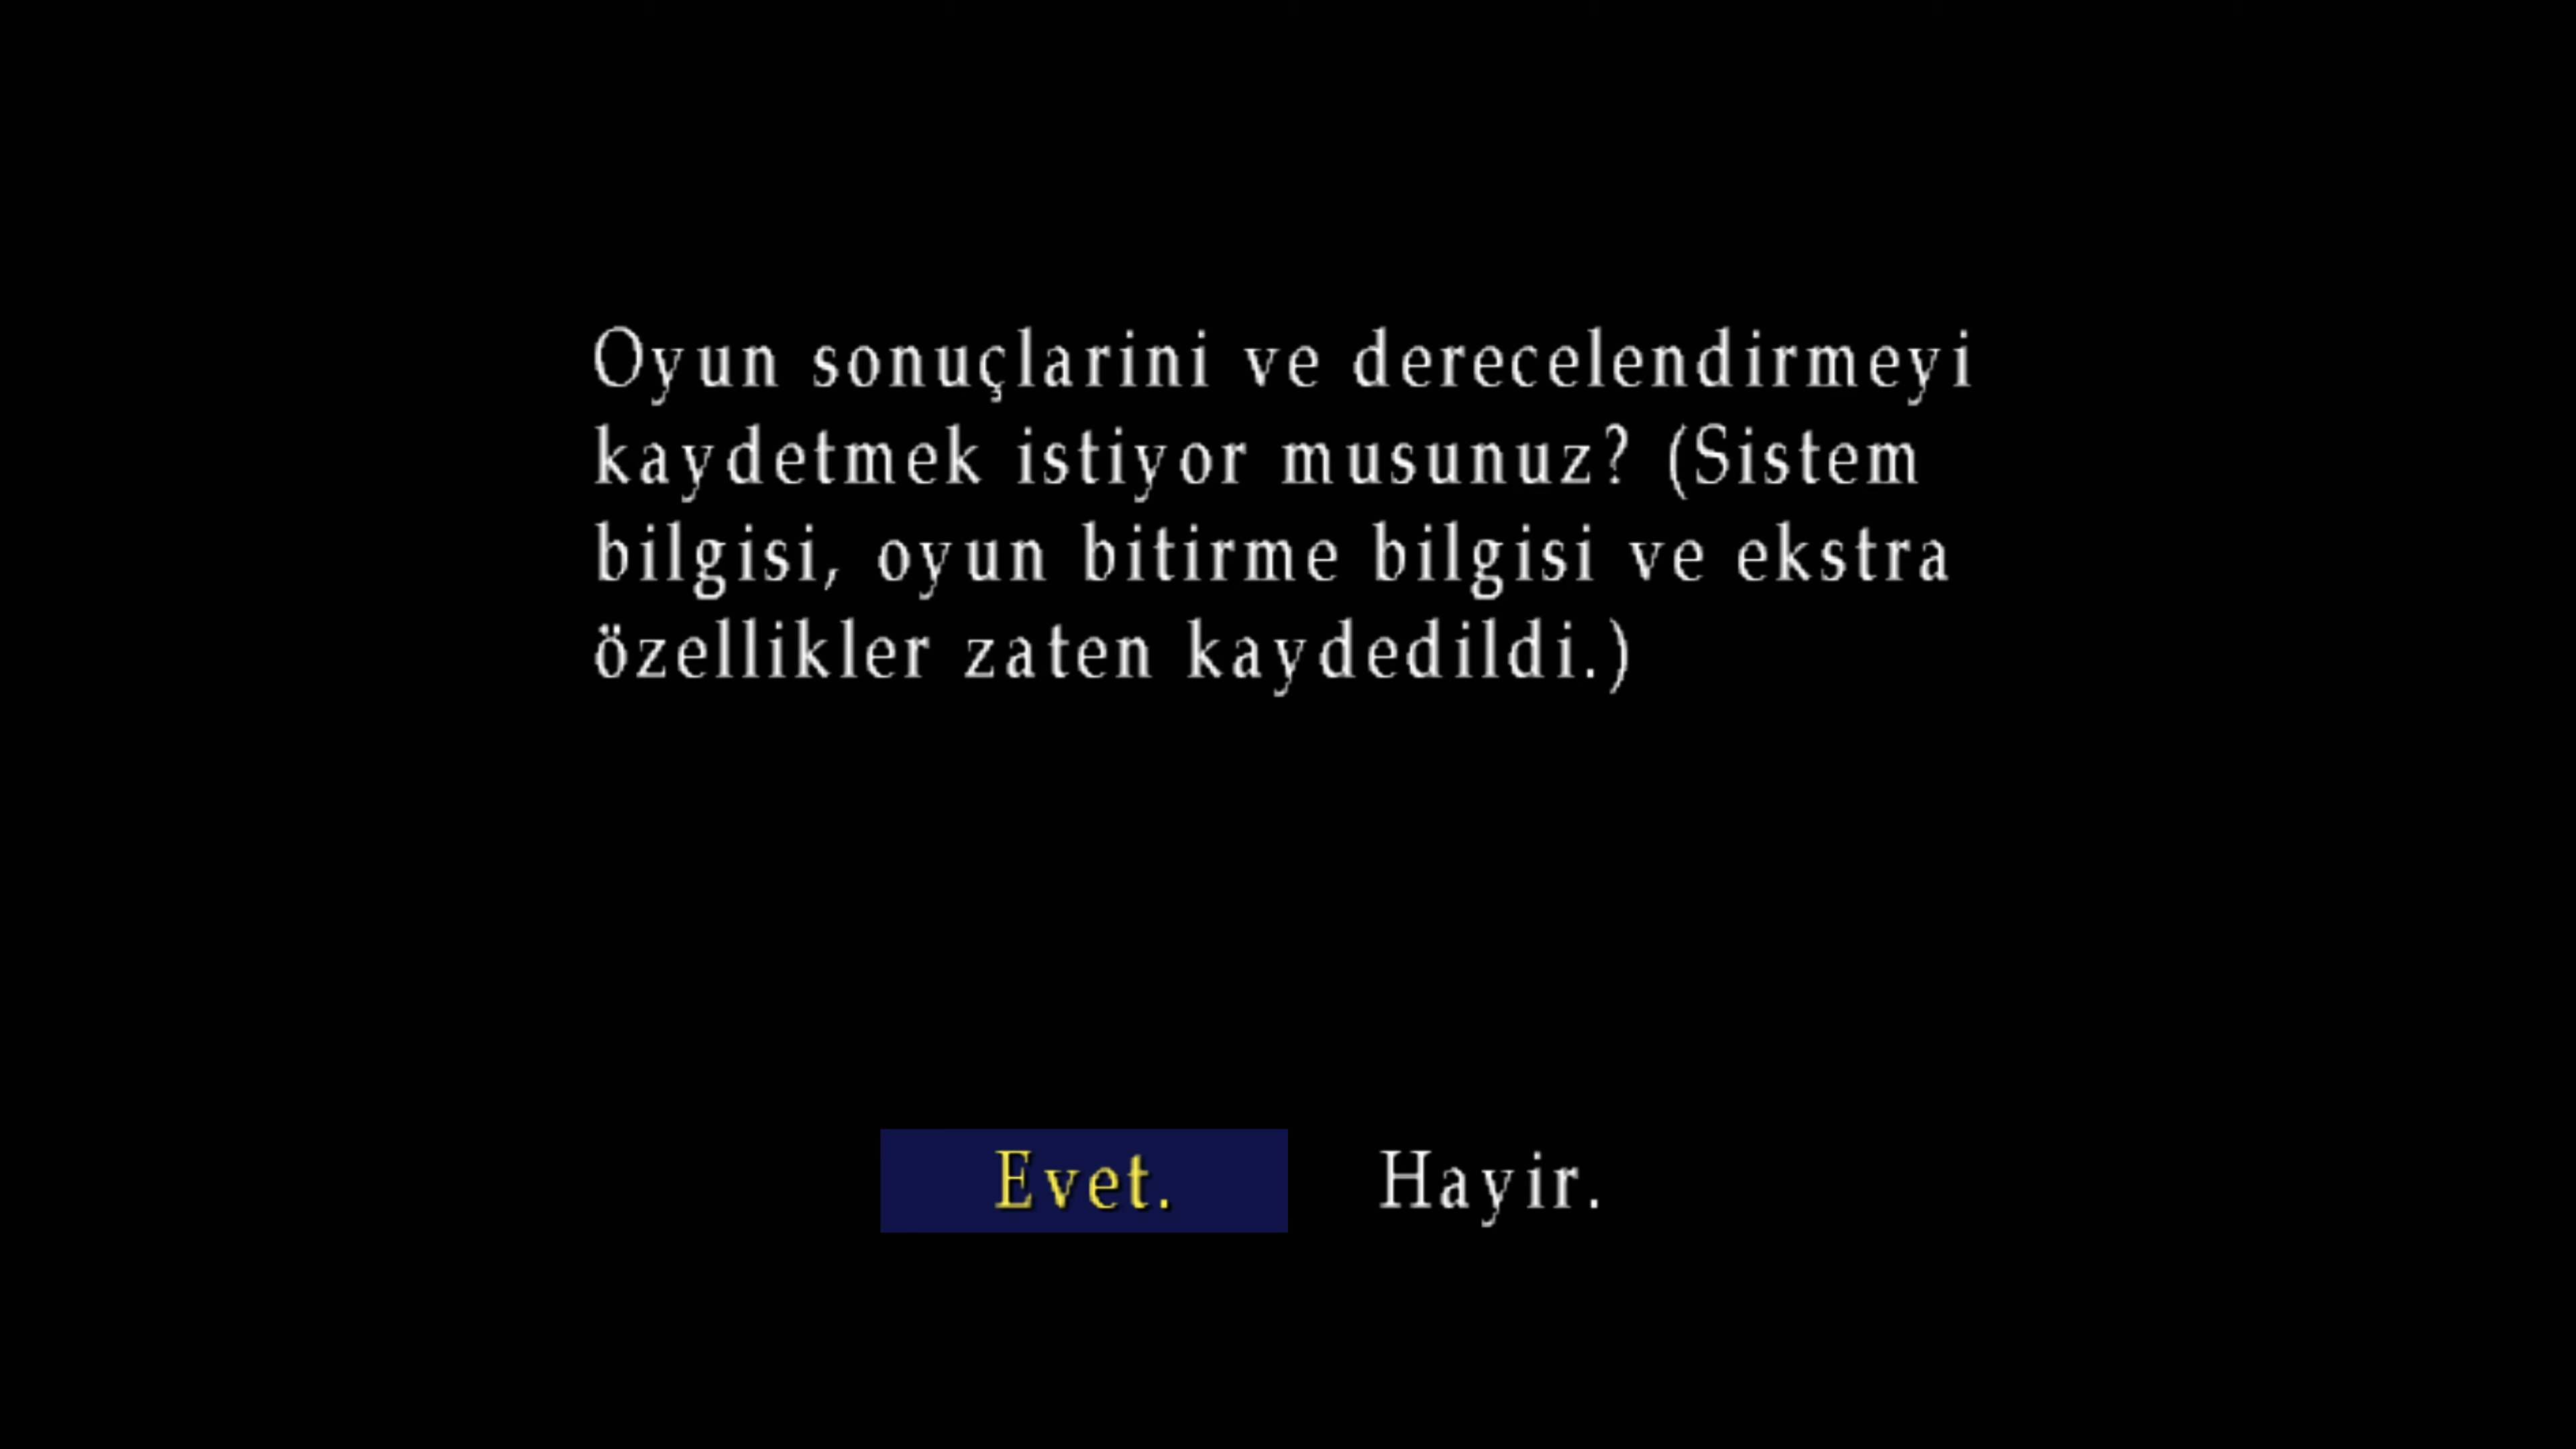 Oyun sonuçlarini ve derecelendirmeyi
kaydetmek istiyor musunuz? (Sistem
bilgisi, oyun bitirme bilgisi ve ekstra
özellikler zaten kaydedildi.)
Evet. Hayir.